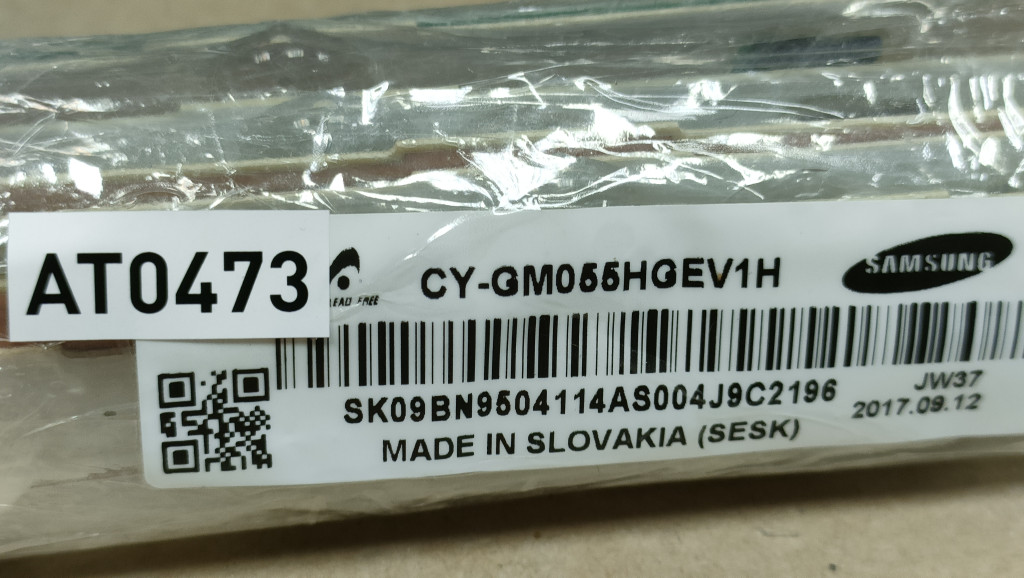 AT0473
LEAD FREE
CY-GM055HGEV1H
SAMSUNG
SK09BN9504114AS004J9C2196
JW37
2017.09.12
MADE IN SLOVAKIA (SESK)